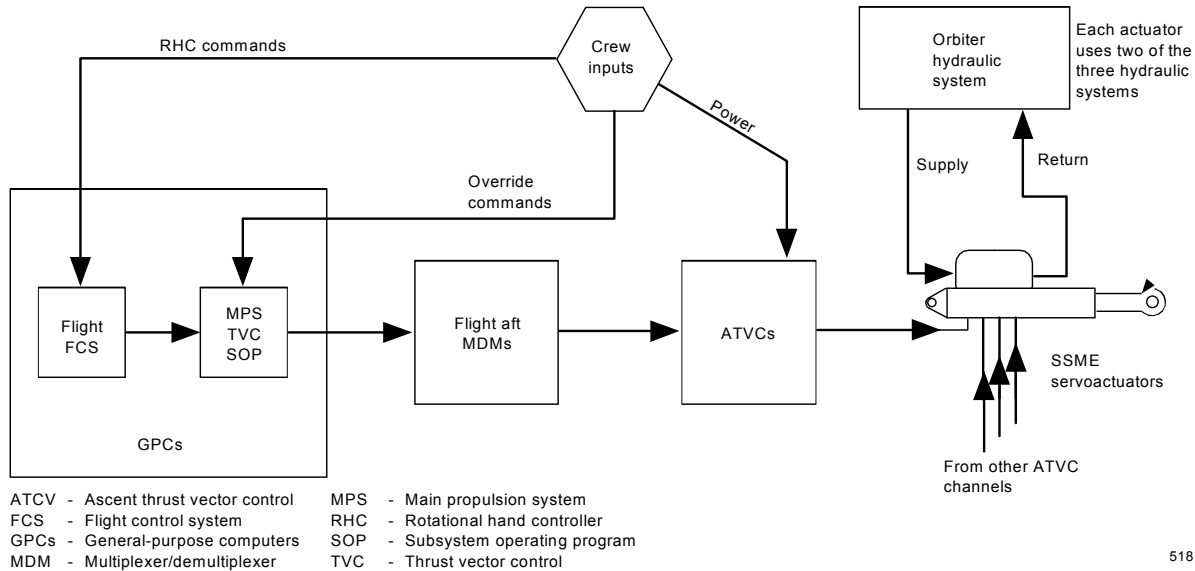 RHC commands
Crew
inputs
Power
Orbiter
hydraulic
system
Each actuator
uses two of the
three hydraulic
systems
Supply
Return
Override
commands
Flight
FCS
MPS
TVC
SOP
Flight aft
MDMs
ATVCs
SSME
servoactuators
GPCs
From other ATVC
channels
ATCV - Ascent thrust vector control
FCS - Flight control system
GPCs - General-purpose computers
MDM - Multiplexer/demultiplexer
MPS - Main propulsion system
RHC - Rotational hand controller
SOP - Subsystem operating program
TVC - Thrust vector control
518